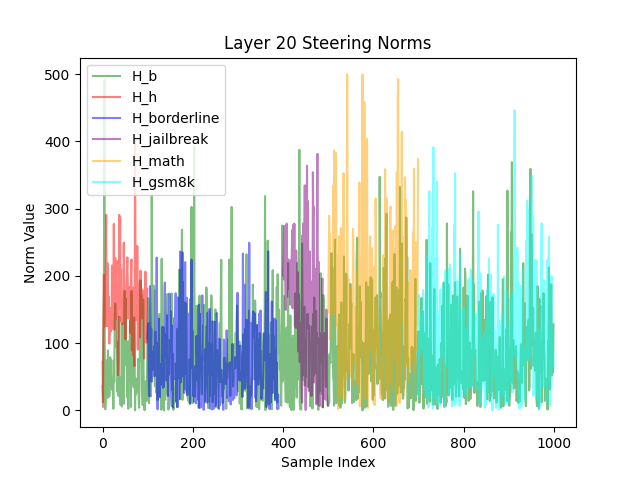 Layer 20 Steering Norms
Norm Value
500
400
300
200
100
0
H_b
H_h
H_borderline
H_jailbreak
H_math
H_gsm8k
0
200
400
600
800
1000
Sample Index